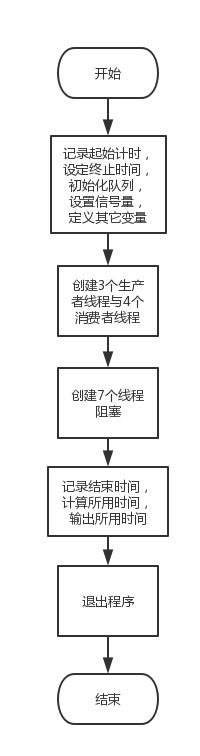 开始
记录起始计时，
设定终止时间，
初始化队列，
设置信号量，
定义其它变量
创建3个生产
者线程与4个
消费者线程
创建7个线程
阻塞
记录结束时间，
计算所用时间，
输出所用时间
退出程序
结束